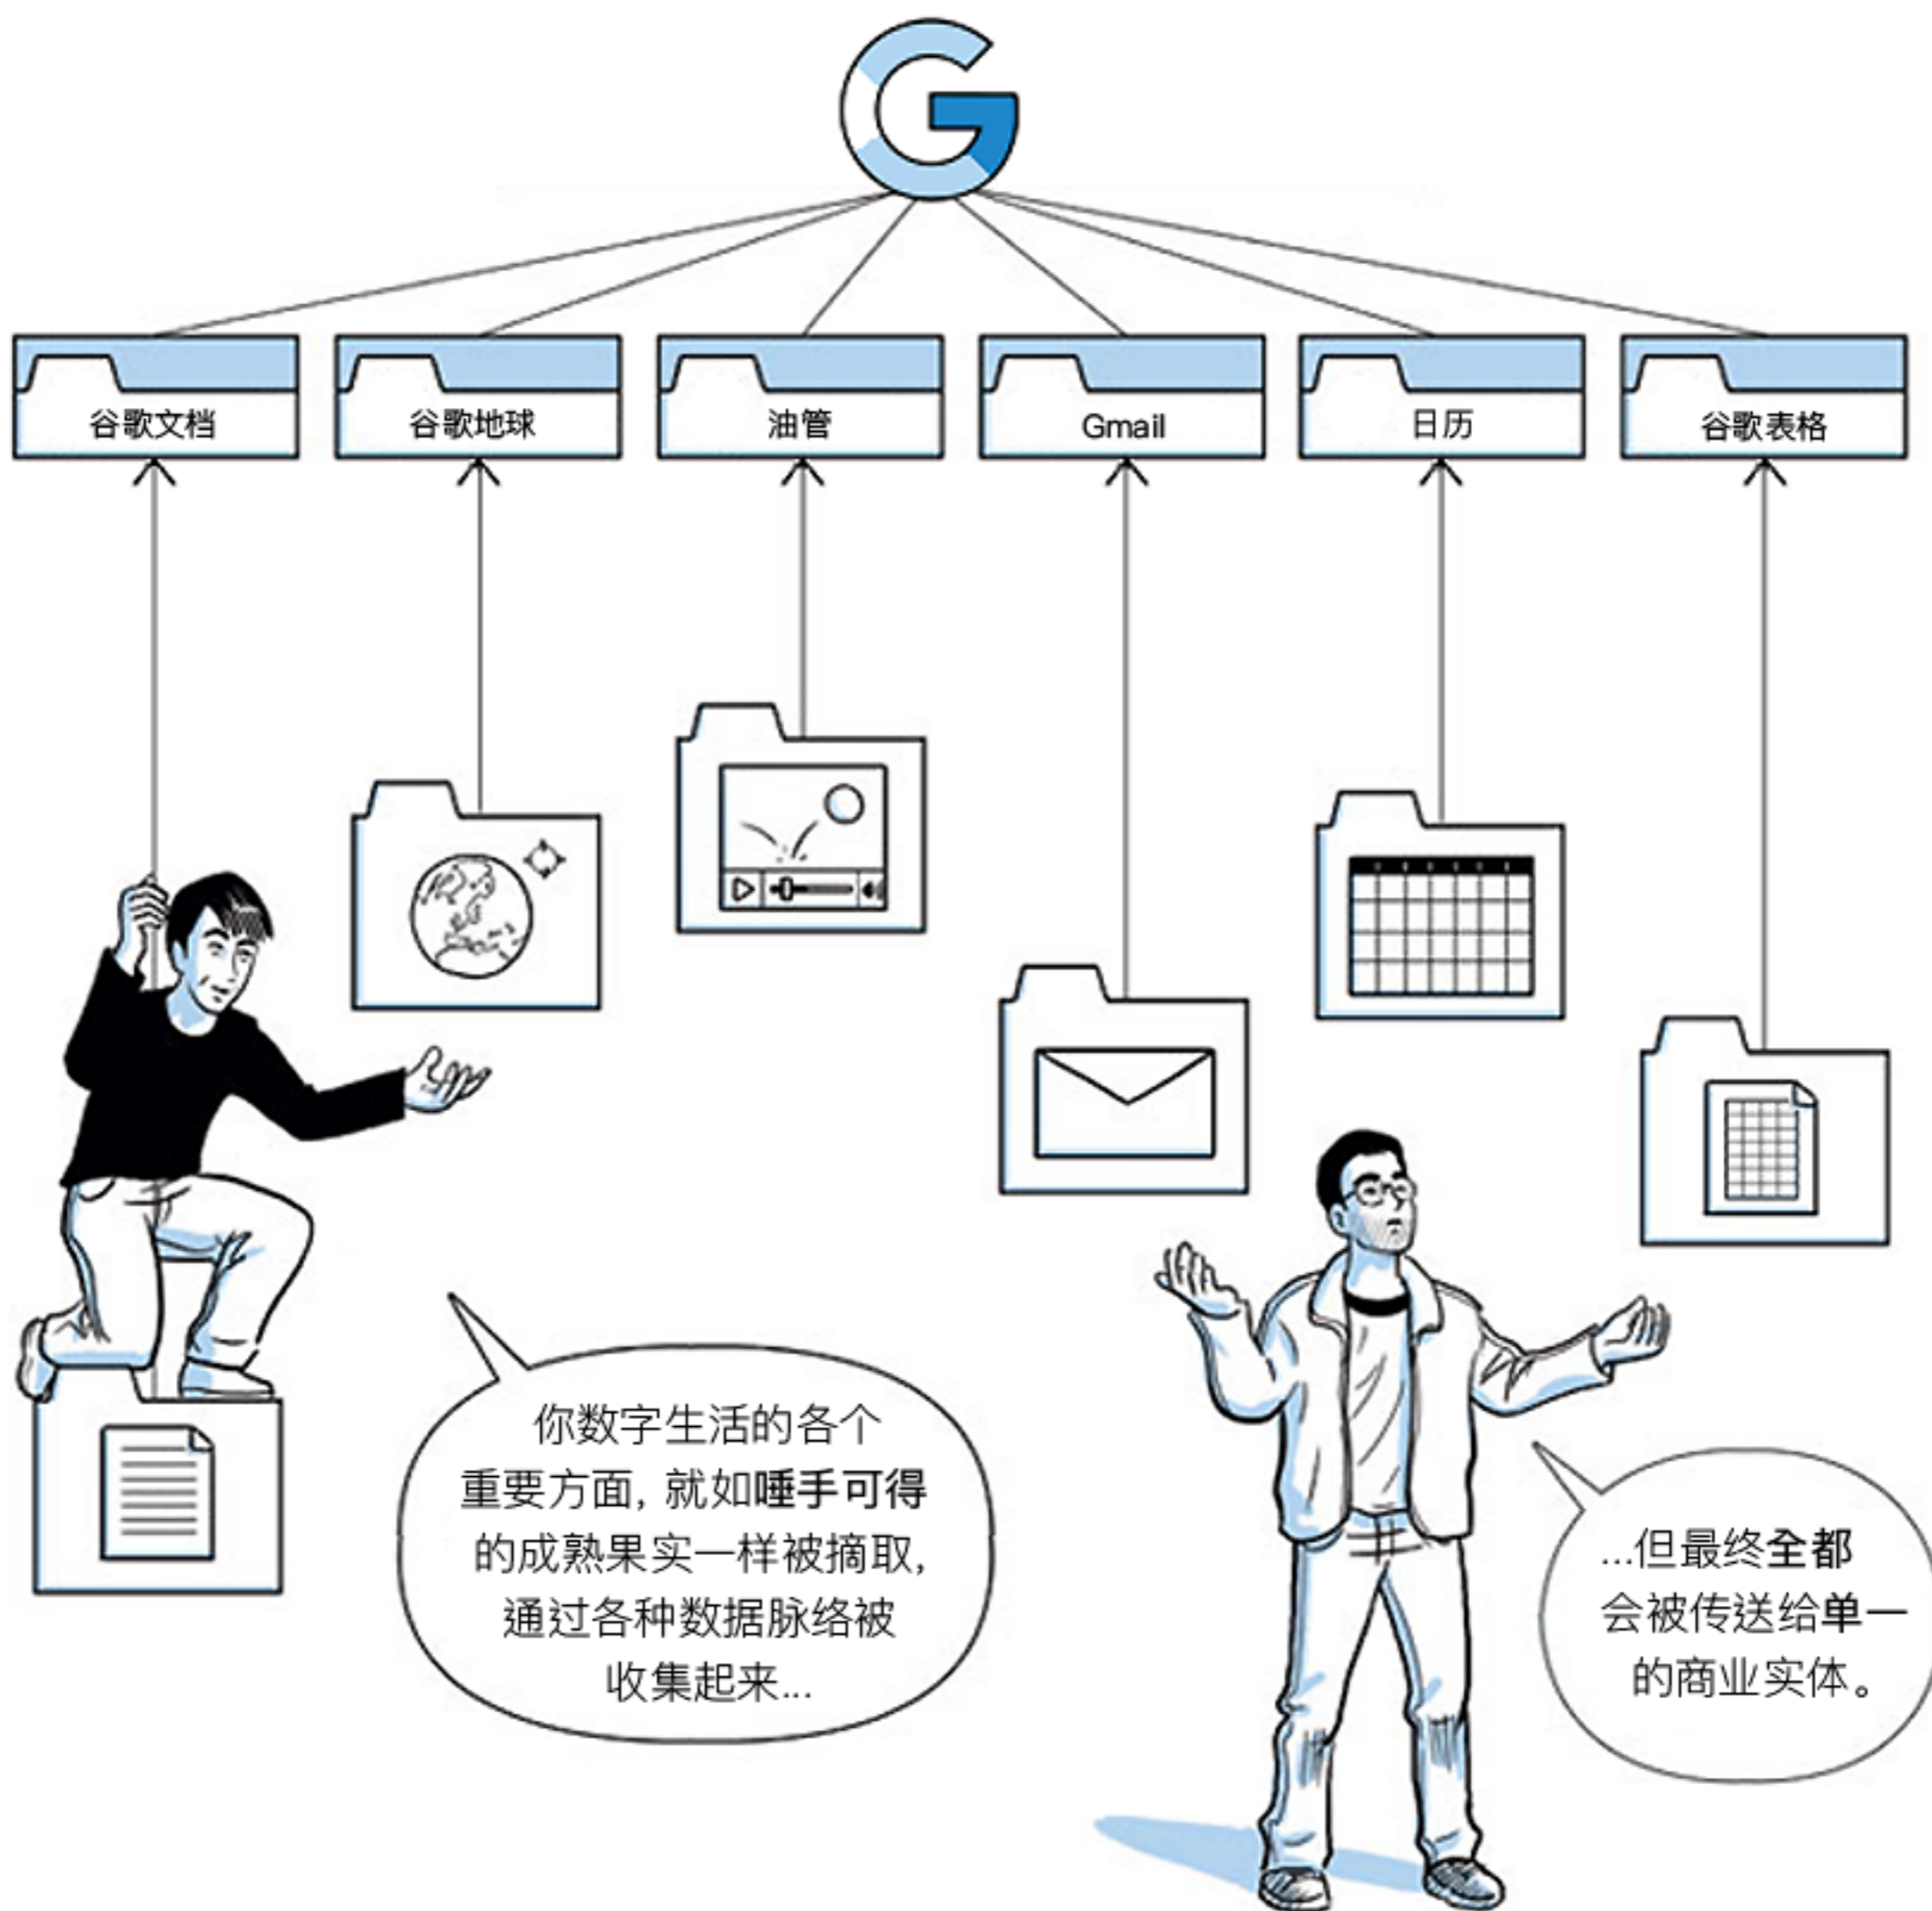 谷歌文档
谷歌地球
油管
Gmail
日历
谷歌表格
你数字生活的各个
重要方面, 就如唾手可得
的成熟果实一样被摘取,
通过各种数据脉络被
收集起来...
...但最终全都
会被传送给单一
的商业实体。